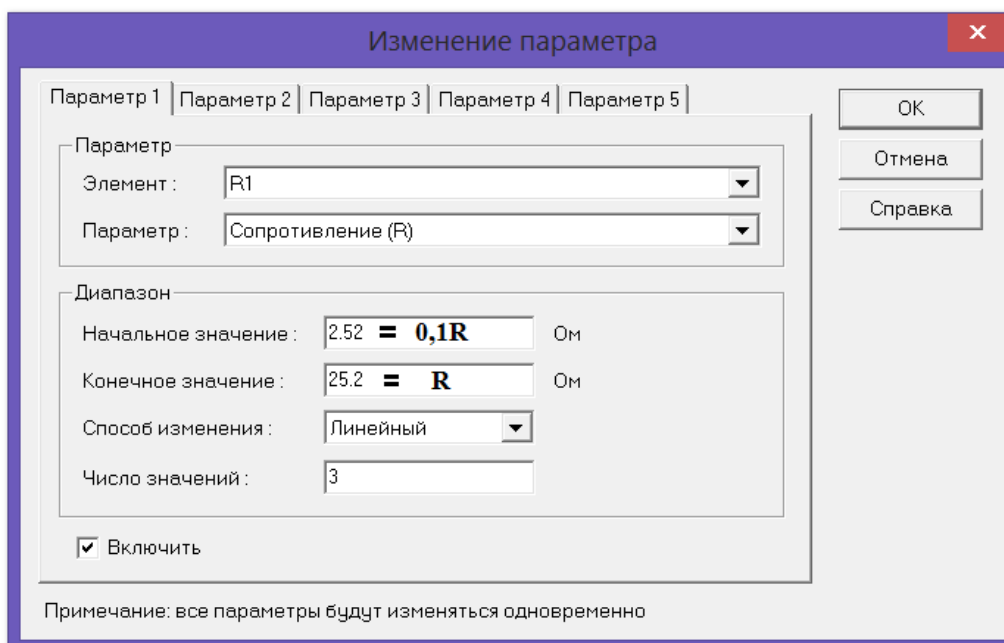 Изменение параметра
Параметр 1 Параметр 2 Параметр 3 Параметр 4 Параметр 5
OK
Отмена
Справка
Параметр
Элемент : R1
Параметр : Сопротивление (R)
Диапазон
Начальное значение : 2.52 = 0,1R Ом
Конечное значение : 25.2 = R Ом
Способ изменения : Линейный
Число значений : 3
Включить
Примечание: все параметры будут изменяться одновременно